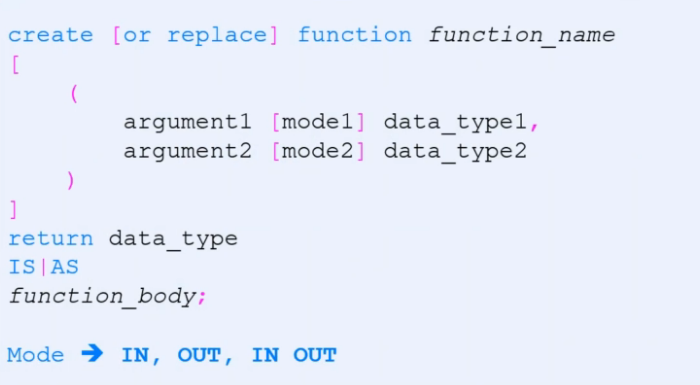 create [or replace] function function_name
[
(
argument1 [mode1] data_type1,
argument2 [mode2] data_type2
)
]
return data_type
IS|AS
function_body;
Mode ➔ IN, OUT, IN OUT